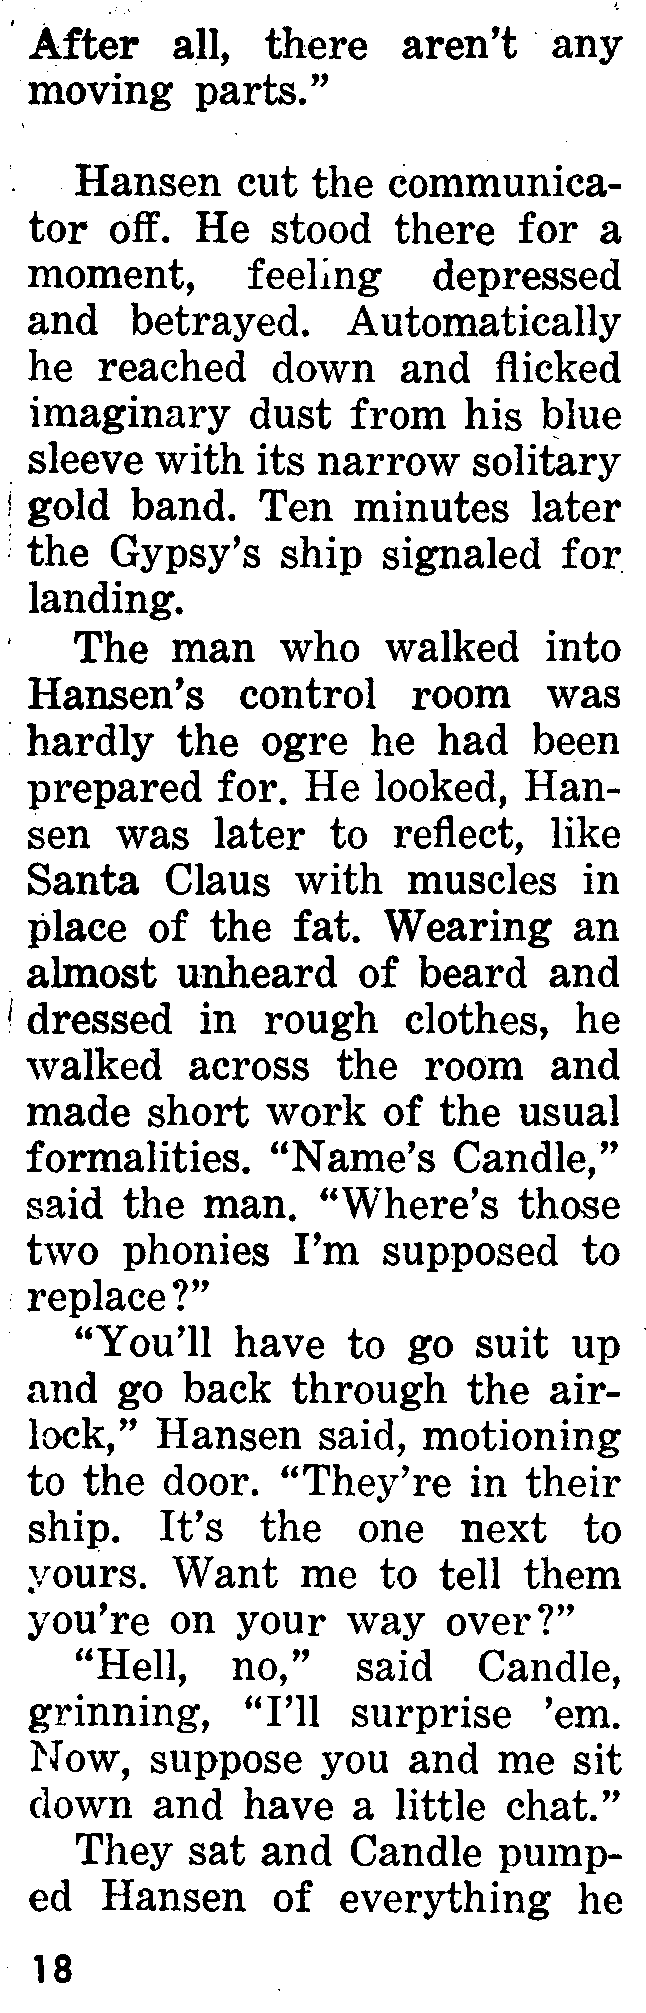 After all, there aren't any
moving parts."
Hansen cut the communica-
tor off. He stood there for a
moment, feeling depressed
and betrayed. Automatically
he reached down and flicked
imaginary dust from his blue
sleeve with its narrow solitary
gold band. Ten minutes later
the Gypsy's ship signaled for
landing.
The man who walked into
Hansen's control room was
hardly the ogre he had been
prepared for. He looked, Han-
sen was later to reflect, like
Santa Claus with muscles in
place of the fat. Wearing an
almost unheard of beard and
dressed in rough clothes, he
walked across the room and
made short work of the usual
formalities. "Name's Candle,"
said the man. "Where's those
two phonies I'm supposed to
replace?"
"You'll have to go suit up
and go back through the air-
lock," Hansen said, motioning
to the door. "They're in their
ship. It's the one next to
yours. Want me to tell them
you're on your way over?"
"Hell, no," said Candle,
grinning, "I'll surprise 'em.
Now, suppose you and me sit
down and have a little chat."
They sat and Candle pump-
ed Hansen of everything he
18